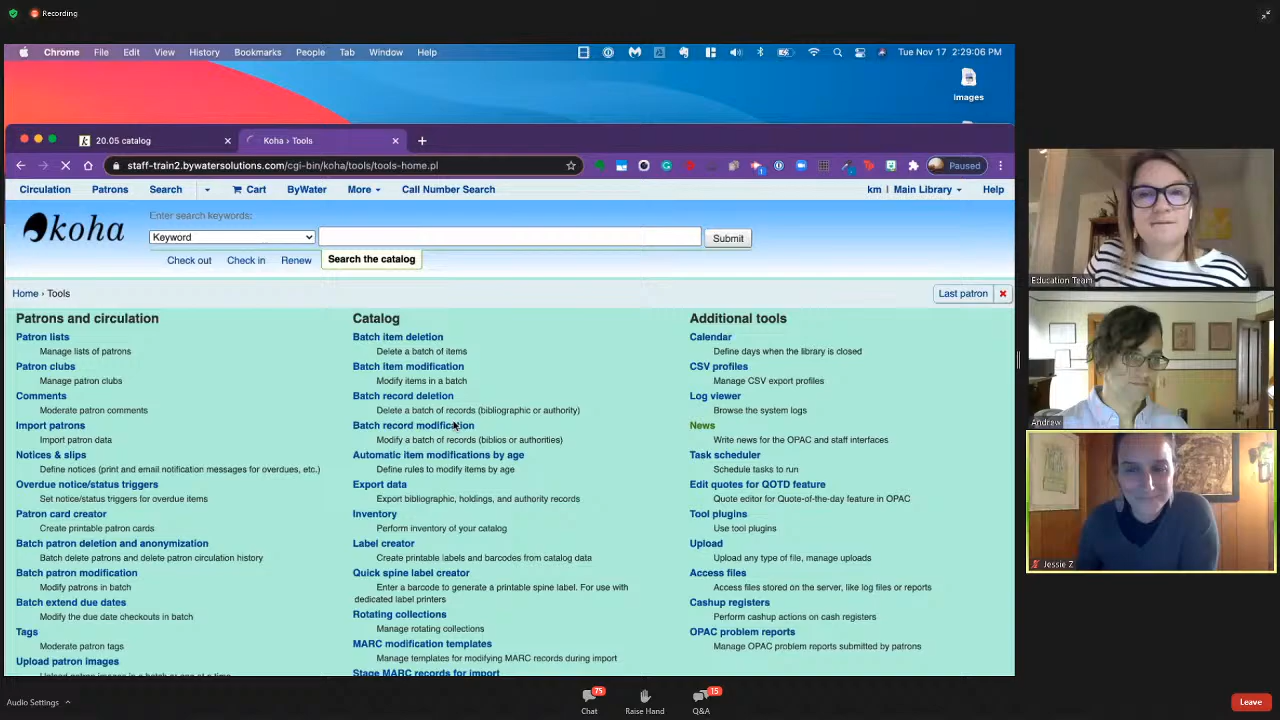 Recording
Chrome File Edit View History Bookmarks People Tab Window Help Tue Nov 17 2:29:06 PM
images
20.05 catalog
Koha › Tools
staff-train2.bywatersolutions.com/cgi-bin/koha/tools/tools-home.pl
Paused
Circulation Patrons Search Cart ByWater More Call Number Search km Main Library Help
koha
Enter search keywords:
Keyword
Submit
Check out Check in Renew Search the catalog
Home › Tools
Last patron
Patrons and circulation
Patron lists
Manage lists of patrons
Patron clubs
Manage patron clubs
Comments
Moderate patron comments
Import patrons
Import patron data
Notices & slips
Define notices (print and email notification messages for overdues, etc.)
Overdue notice/status triggers
Set notice/status triggers for overdue items
Patron card creator
Create printable patron cards
Batch patron deletion and anonymization
Batch delete patrons and delete patron circulation history
Batch patron modification
Modify patrons in batch
Batch extend due dates
Modify the due date checkouts in batch
Tags
Moderate patron tags
Upload patron images
Upload patron images in a batch or one at a time
Catalog
Batch item deletion
Delete a batch of items
Batch item modification
Modify items in a batch
Batch record deletion
Delete a batch of records (bibliographic or authority)
Batch record modification
Modify a batch of records (biblios or authorities)
Automatic item modifications by age
Define rules to modify items by age
Export data
Export bibliographic, holdings, and authority records
Inventory
Perform inventory of your catalog
Label creator
Create printable labels and barcodes from catalog data
Quick spine label creator
Enter a barcode to generate a printable spine label. For use with
dedicated label printers
Rotating collections
Manage rotating collections
MARC modification templates
Manage templates for modifying MARC records during import
Stage MARC records for import
Additional tools
Calendar
Define days when the library is closed
CSV profiles
Manage CSV export profiles
Log viewer
Browse the system logs
News
Write news for the OPAC and staff interfaces
Task scheduler
Schedule tasks to run
Edit quotes for QOTD feature
Quote editor for Quote-of-the-day feature in OPAC
Tool plugins
Use tool plugins
Upload
Upload any type of file, manage uploads
Access files
Access files stored on the server, like log files or reports
Cashup registers
Perform cashup actions on cash registers
OPAC problem reports
Manage OPAC problem reports submitted by patrons
Education Team
Andrew
Jessie Z
Audio Settings
75
Chat
Raise Hand
15
Q&A
Leave